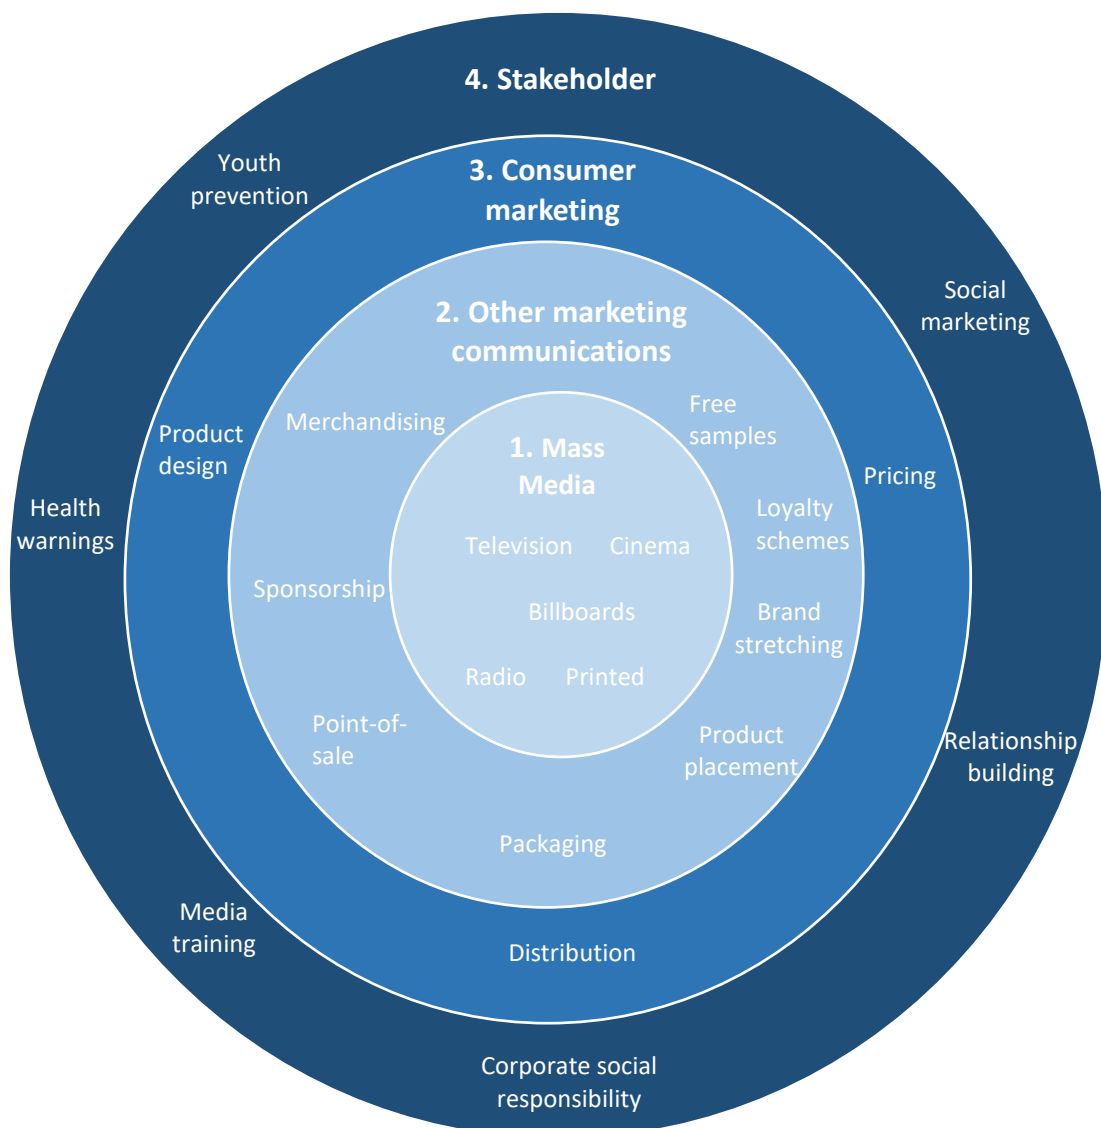 4. Stakeholder
Youth
prevention
3. Consumer
marketing
Social
marketing
2. Other marketing
communications
Merchandising
Free
samples
Product
design
1. Mass
Media
Pricing
Health
warnings
Loyalty
schemes
Television
Cinema
Sponsorship
Billboards
Brand
stretching
Radio
Printed
Point-of-
sale
Product
placement
Relationship
building
Packaging
Media
training
Distribution
Corporate social
responsibility